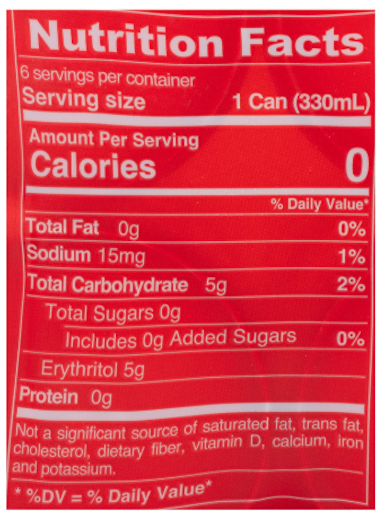 Nutrition Facts
6 servings per container
Serving size 1 Can (330mL)
Amount Per Serving
Calories 0
% Daily Value*
Total Fat 0g 0%
Sodium 15mg 1%
Total Carbohydrate 5g 2%
Total Sugars 0g
Includes 0g Added Sugars 0%
Erythritol 5g
Protein 0g
Not a significant source of saturated fat, trans fat,
cholesterol, dietary fiber, vitamin D, calcium, iron
and potassium.
* %DV = % Daily Value*